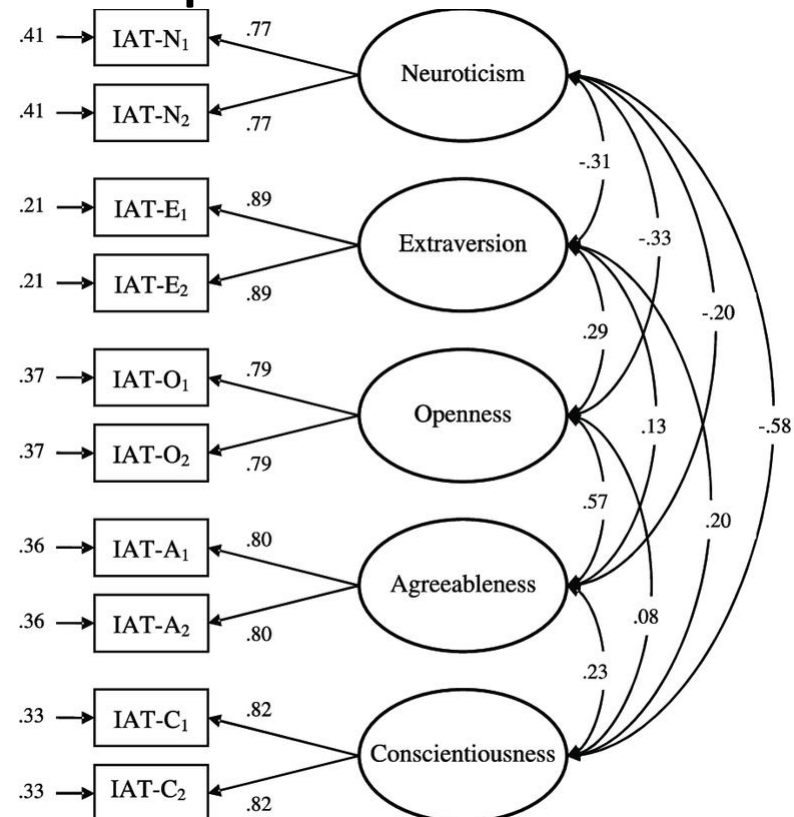 .41 IAT-N1 .77
Neuroticism
.41 IAT-N2 .77
-.31
.21 IAT-E1 .89
-.33
Extraversion
.21 IAT-E2 .89
-.20
.29
.37 IAT-O1 .79
Openness
.13
-.58
.37 IAT-O2 .79
.57
.20
.36 IAT-A1 .80
Agreeableness
.08
.36 IAT-A2 .80
.23
.33 IAT-C1 .82
Conscientiousness
.33 IAT-C2 .82